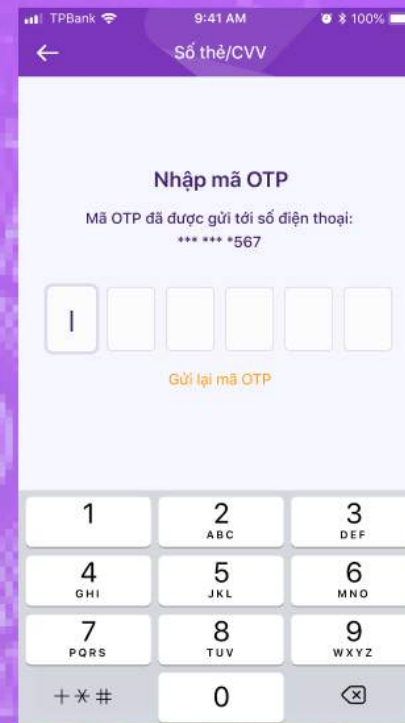 TPBank 9:41 AM 100%
Số thẻ/CVV
Nhập mã OTP
Mã OTP đã được gửi tới số điện thoại:
*** *** *567
Gửi lại mã OTP
1 2 3
ABC DEF
4 5 6
GHI JKL MNO
7 8 9
PQRS TUV WXYZ
+*# 0